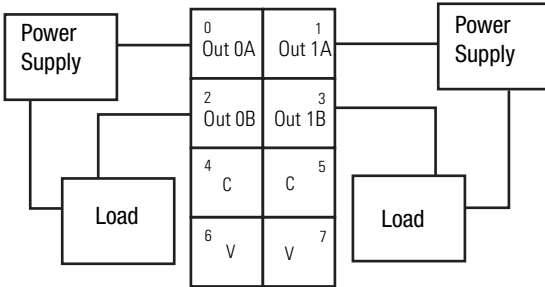 Power
Supply
0
Out 0A
1
Out 1A
Power
Supply
2
Out 0B
3
Out 1B
Load
4
C
5
C
Load
6
V
7
V